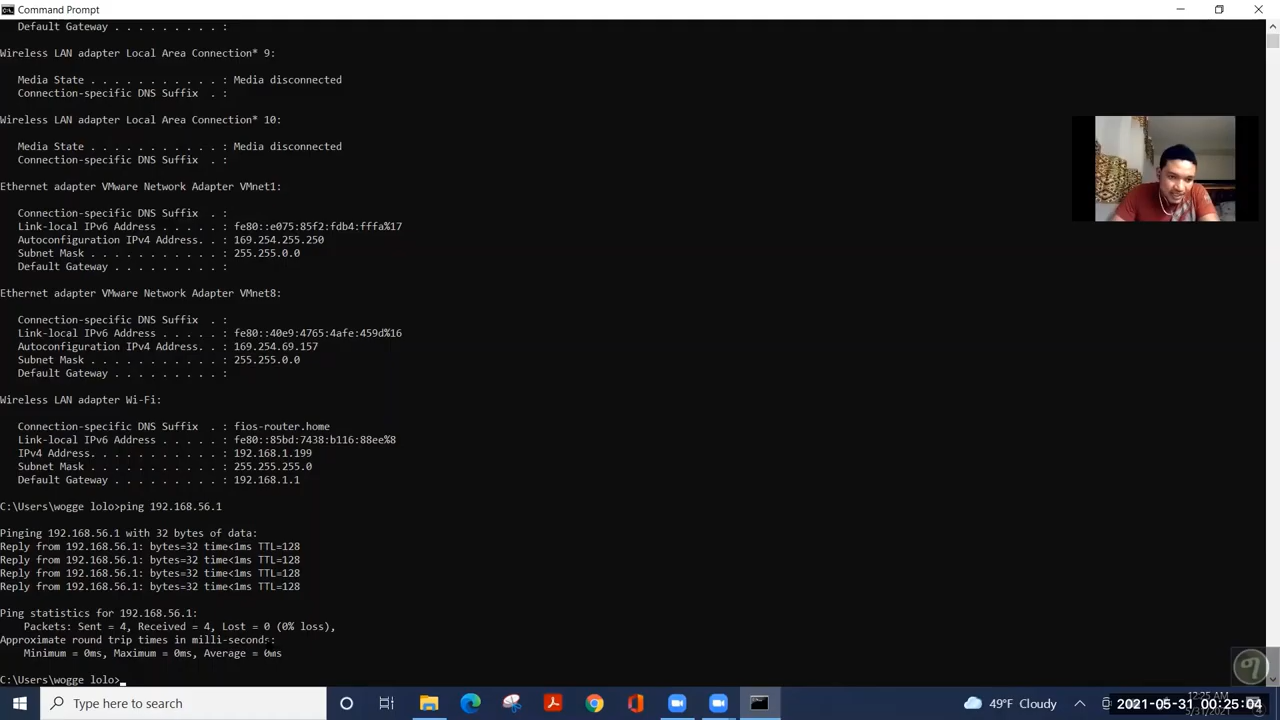 Command Prompt
Default Gateway . . . . . . . . . :
Wireless LAN adapter Local Area Connection* 9:
Media State . . . . . . . . . . . : Media disconnected
Connection-specific DNS Suffix  . :
Wireless LAN adapter Local Area Connection* 10:
Media State . . . . . . . . . . . : Media disconnected
Connection-specific DNS Suffix  . :
Ethernet adapter VMware Network Adapter VMnet1:
Connection-specific DNS Suffix  . :
Link-local IPv6 Address . . . . . : fe80::e075:85f2:fdb4:fffa%17
Autoconfiguration IPv4 Address. . : 169.254.255.250
Subnet Mask . . . . . . . . . . . : 255.255.0.0
Default Gateway . . . . . . . . . :
Ethernet adapter VMware Network Adapter VMnet8:
Connection-specific DNS Suffix  . :
Link-local IPv6 Address . . . . . : fe80::40e9:4765:4afe:459d%16
Autoconfiguration IPv4 Address. . : 169.254.69.157
Subnet Mask . . . . . . . . . . . : 255.255.0.0
Default Gateway . . . . . . . . . :
Wireless LAN adapter Wi-Fi:
Connection-specific DNS Suffix  . : fios-router.home
Link-local IPv6 Address . . . . . : fe80::85bd:7438:b116:88ee%8
IPv4 Address. . . . . . . . . . . : 192.168.1.199
Subnet Mask . . . . . . . . . . . : 255.255.255.0
Default Gateway . . . . . . . . . : 192.168.1.1
C:\Users\wogge lolo>ping 192.168.56.1
Pinging 192.168.56.1 with 32 bytes of data:
Reply from 192.168.56.1: bytes=32 time<1ms TTL=128
Reply from 192.168.56.1: bytes=32 time<1ms TTL=128
Reply from 192.168.56.1: bytes=32 time<1ms TTL=128
Reply from 192.168.56.1: bytes=32 time<1ms TTL=128
Ping statistics for 192.168.56.1:
Packets: Sent = 4, Received = 4, Lost = 0 (0% loss),
Approximate round trip times in milli-seconds:
Minimum = 0ms, Maximum = 0ms, Average = 0ms
C:\Users\wogge lolo>
Type here to search
49°F Cloudy
12:25 AM
2021-05-31 00:25:04
5/31/2021